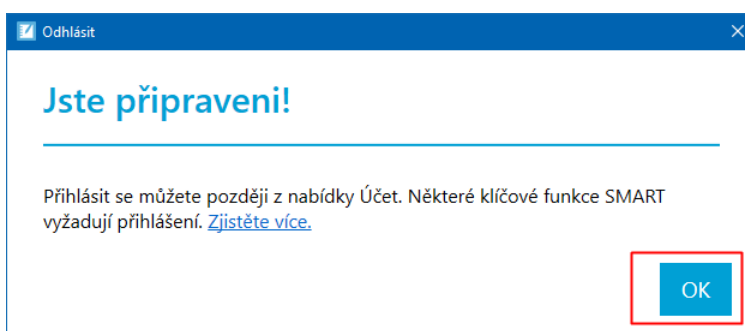 Odhlásit
Jste připraveni!
Přihlásit se můžete později z nabídky Účet. Některé klíčové funkce SMART
vyžadují přihlášení. Zjistěte více.
OK